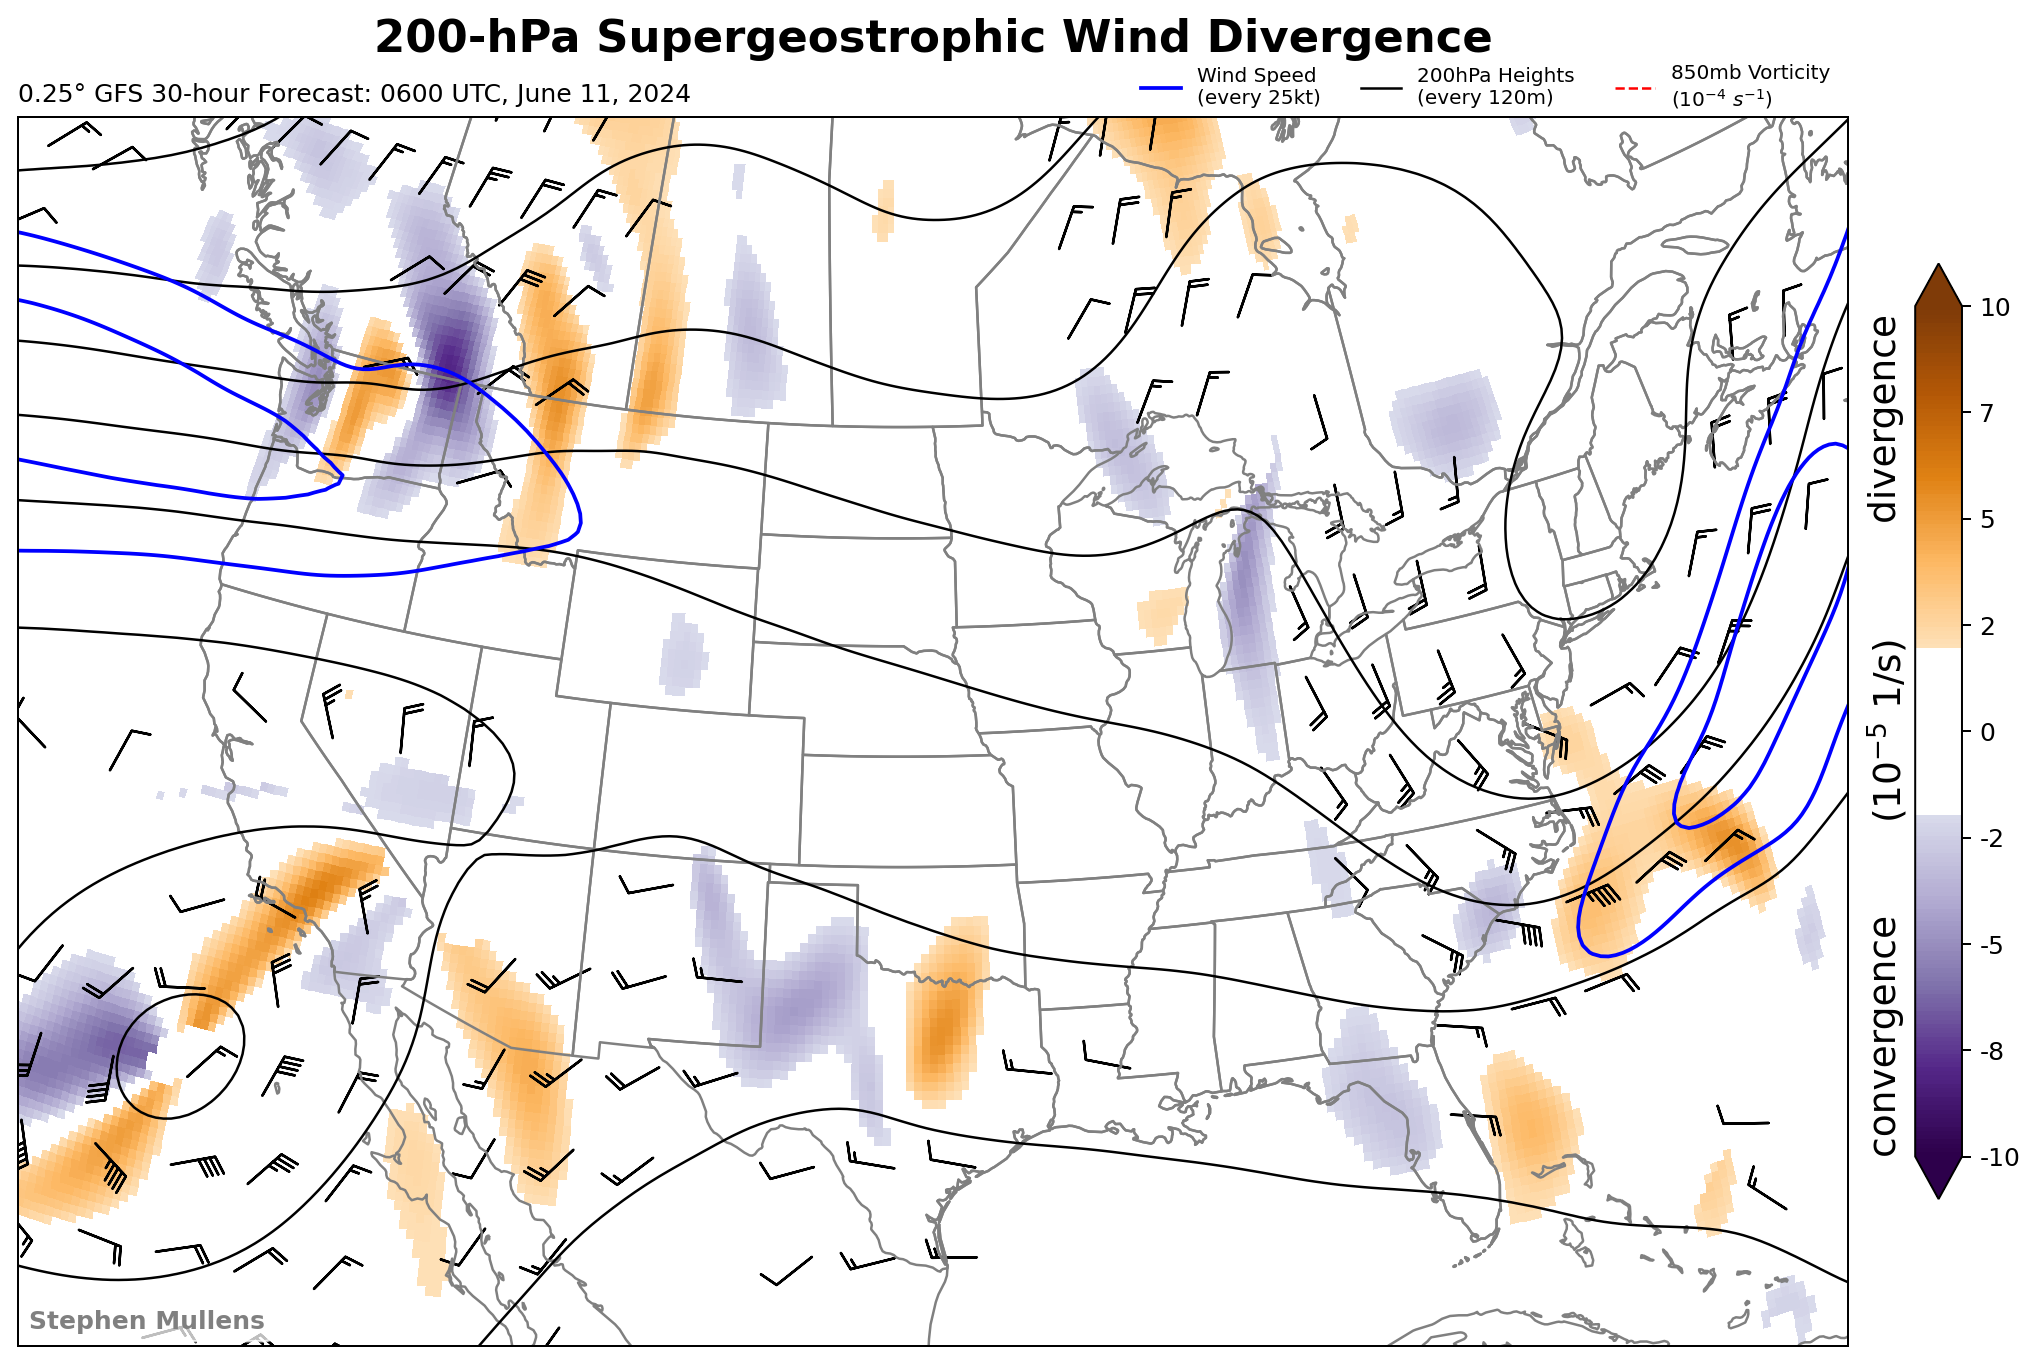 200-hPa Supergeostrophic Wind Divergence
0.25° GFS 30-hour Forecast: 0600 UTC, June 11, 2024
Wind Speed
(every 25kt)
200hPa Heights
(every 120m)
850mb Vorticity
(10⁻⁴ s⁻¹)
10
7
5
2
0
-2
-5
-8
-10
convergence (10⁻⁵ 1/s) divergence
Stephen Mullens